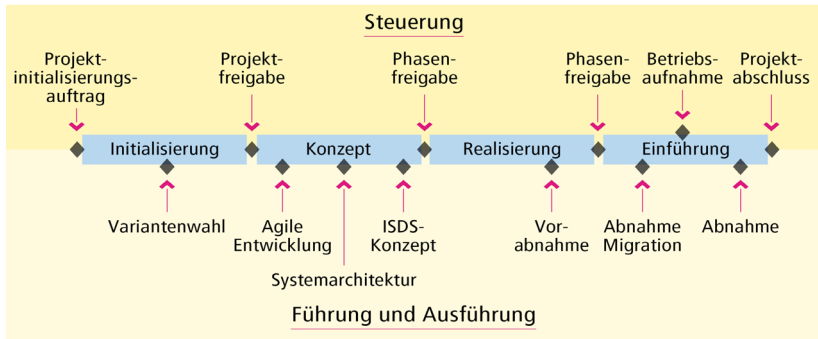 Steuerung
Projekt-
initialisierungs-
auftrag
Projekt-
freigabe
Phasen-
freigabe
Phasen-
freigabe
Betriebs-
aufnahme
Projekt-
abschluss
Initialisierung
Konzept
Realisierung
Einführung
Variantenwahl
Agile
Entwicklung
Systemarchitektur
ISDS-
Konzept
Vor-
abnahme
Abnahme
Migration
Abnahme
Führung und Ausführung